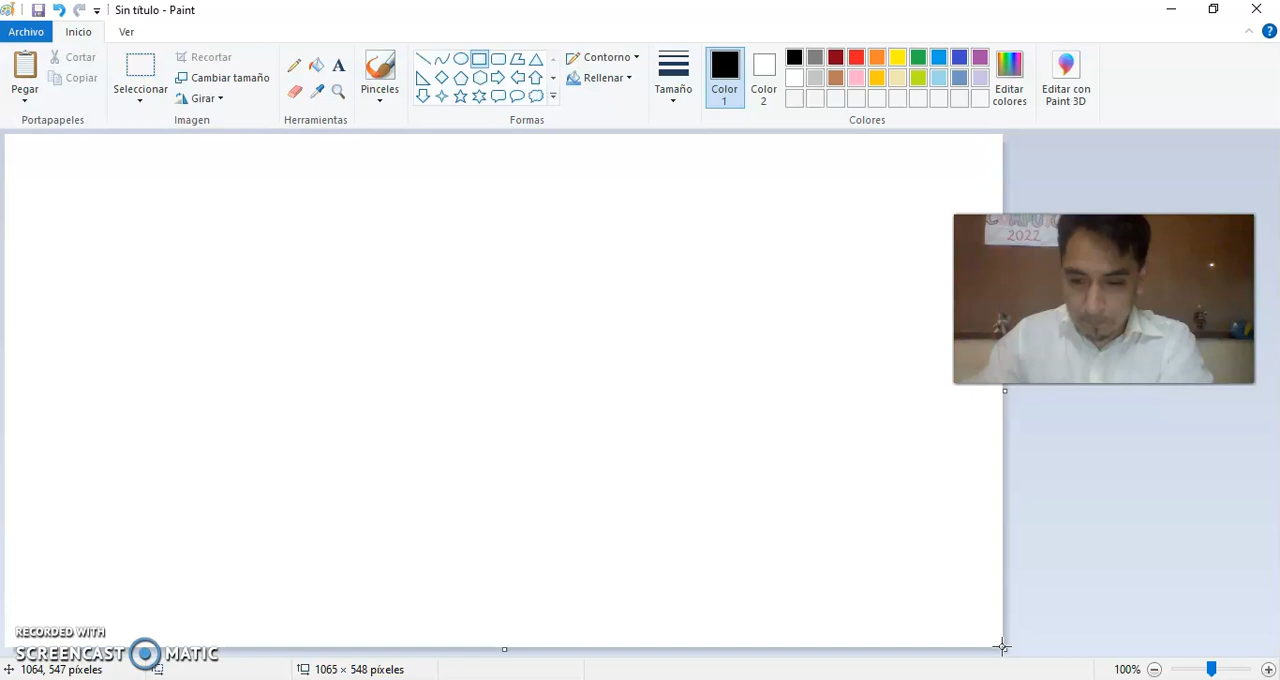 Sin título - Paint
Archivo Inicio Ver
Pegar
Cortar
Copiar
Portapapeles
Seleccionar
Recortar
Cambiar tamaño
Girar
Imagen
A
Herramientas
Pinceles
Contorno
Rellenar
Formas
Tamaño
Color
1
Color
2
Editar
colores
Colores
Editar con
Paint 3D
?
2022
RECORDED WITH
SCREENCAST MATIC
1064, 547 píxeles
1065 × 548 píxeles
100%